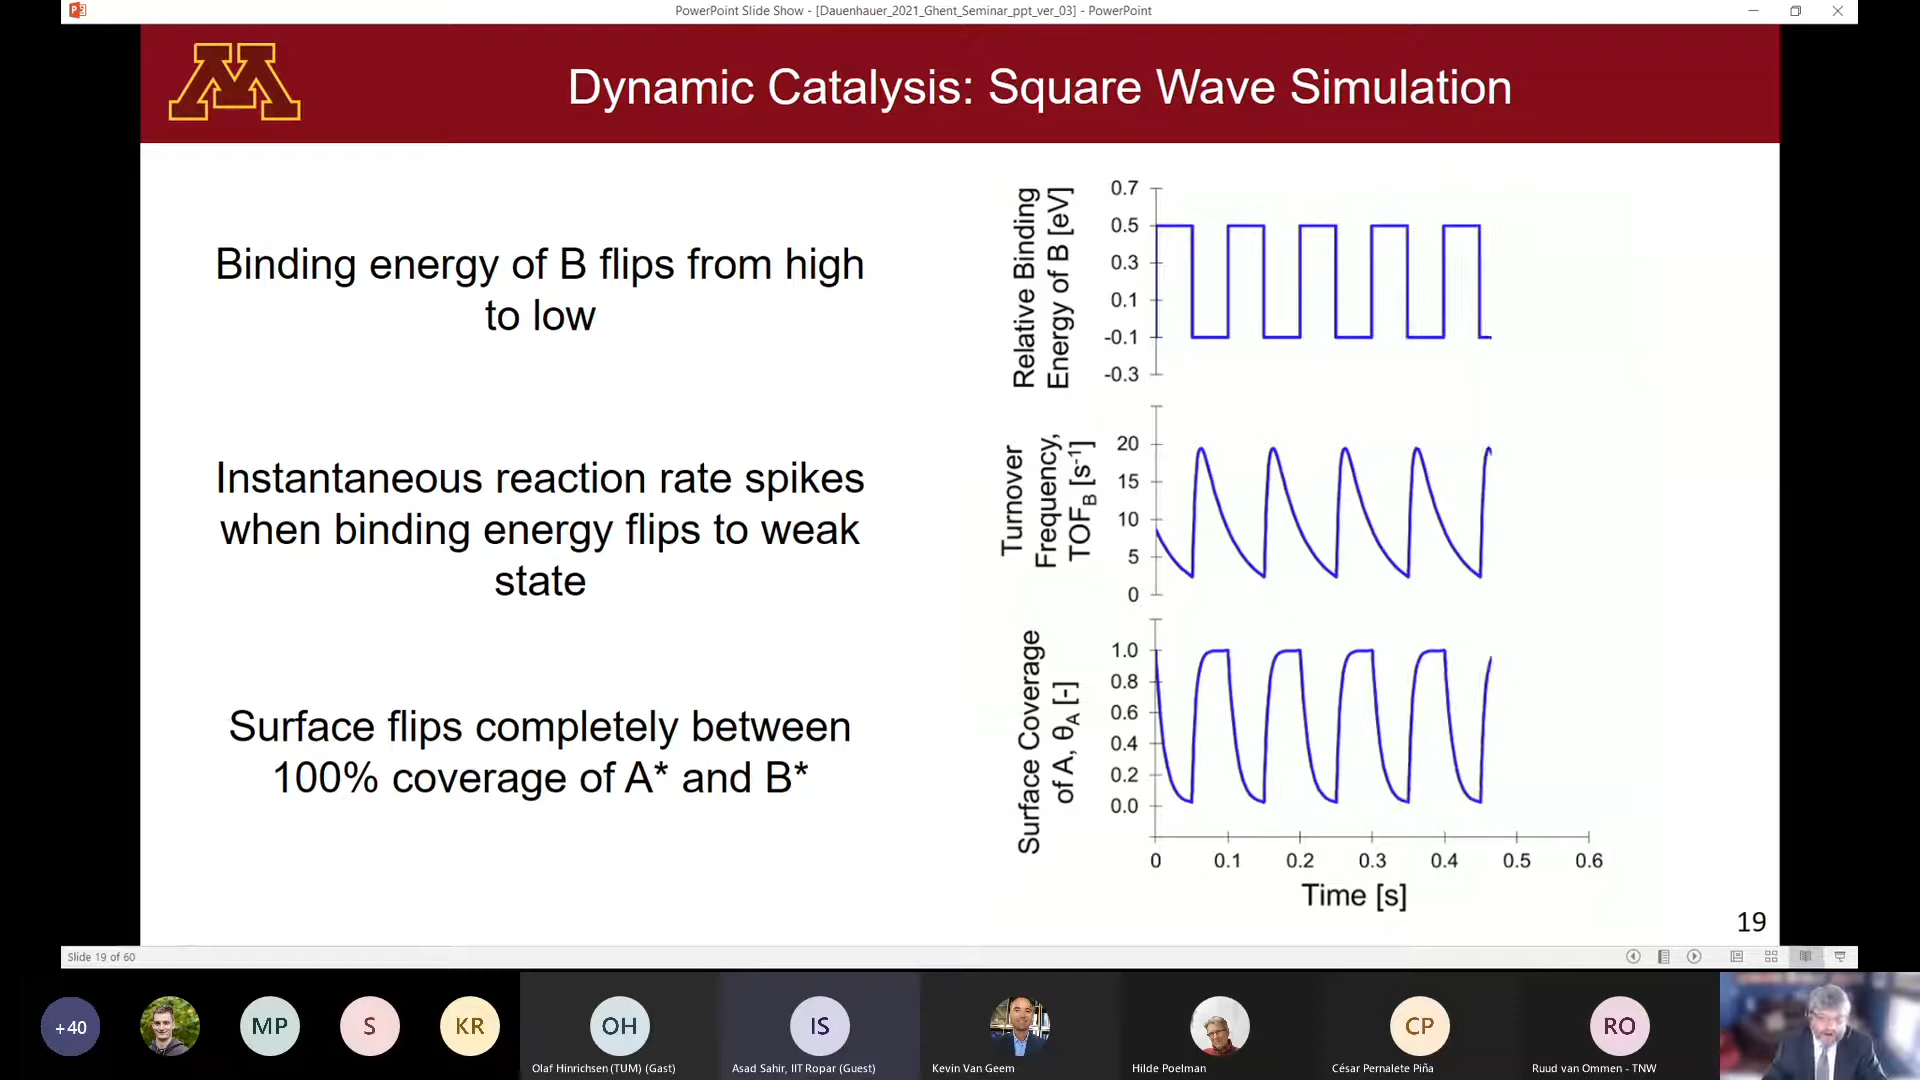 PowerPoint Slide Show - [Dauenhauer_2021_Ghent_Seminar_ppt_ver_03] - PowerPoint
M
Dynamic Catalysis: Square Wave Simulation
Binding energy of B flips from high
to low
Instantaneous reaction rate spikes
when binding energy flips to weak
state
Surface flips completely between
100% coverage of A* and B*
Relative Binding
Energy of B [eV]
0.7
0.5
0.3
0.1
-0.1
-0.3
Turnover
Frequency,
TOF_B [s⁻¹]
20
15
10
5
0
Surface Coverage
of A, θ_A [-]
1.0
0.8
0.6
0.4
0.2
0.0
0 0.1 0.2 0.3 0.4 0.5 0.6
Time [s]
19
Slide 19 of 60
+40
MP
S
KR
OH
IS
CP
RO
Olaf Hinrichsen (TUM) (Gast)
Asad Sahir, IIT Ropar (Guest)
Kevin Van Geem
Hilde Poelman
César Pernalete Piña
Ruud van Ommen - TNW